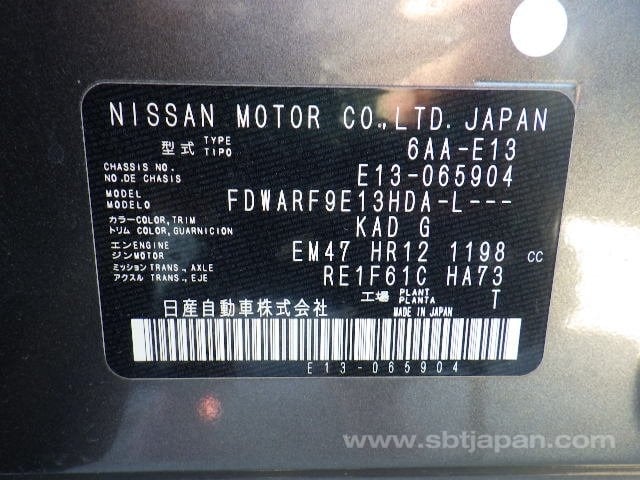 NISSAN MOTOR CO.,LTD. JAPAN
型式 TYPE TIPO 6AA-E13
CHASSIS NO. NO.DE CHASSIS E13-065904
MODEL MODELO FDWARF9E13HDA-L---
カラー COLOR, TRIM トリム COLOR, GUARNICION KAD G
エンジン ENGINE MOTOR EM47 HR12 1198 CC
ミッション TRANS., AXLE アクスル TRANS., EJE RE1F61C HA73
工場 PLANT PLANTA T
日産自動車株式会社 MADE IN JAPAN
E13-065904
www.sbtjapan.com